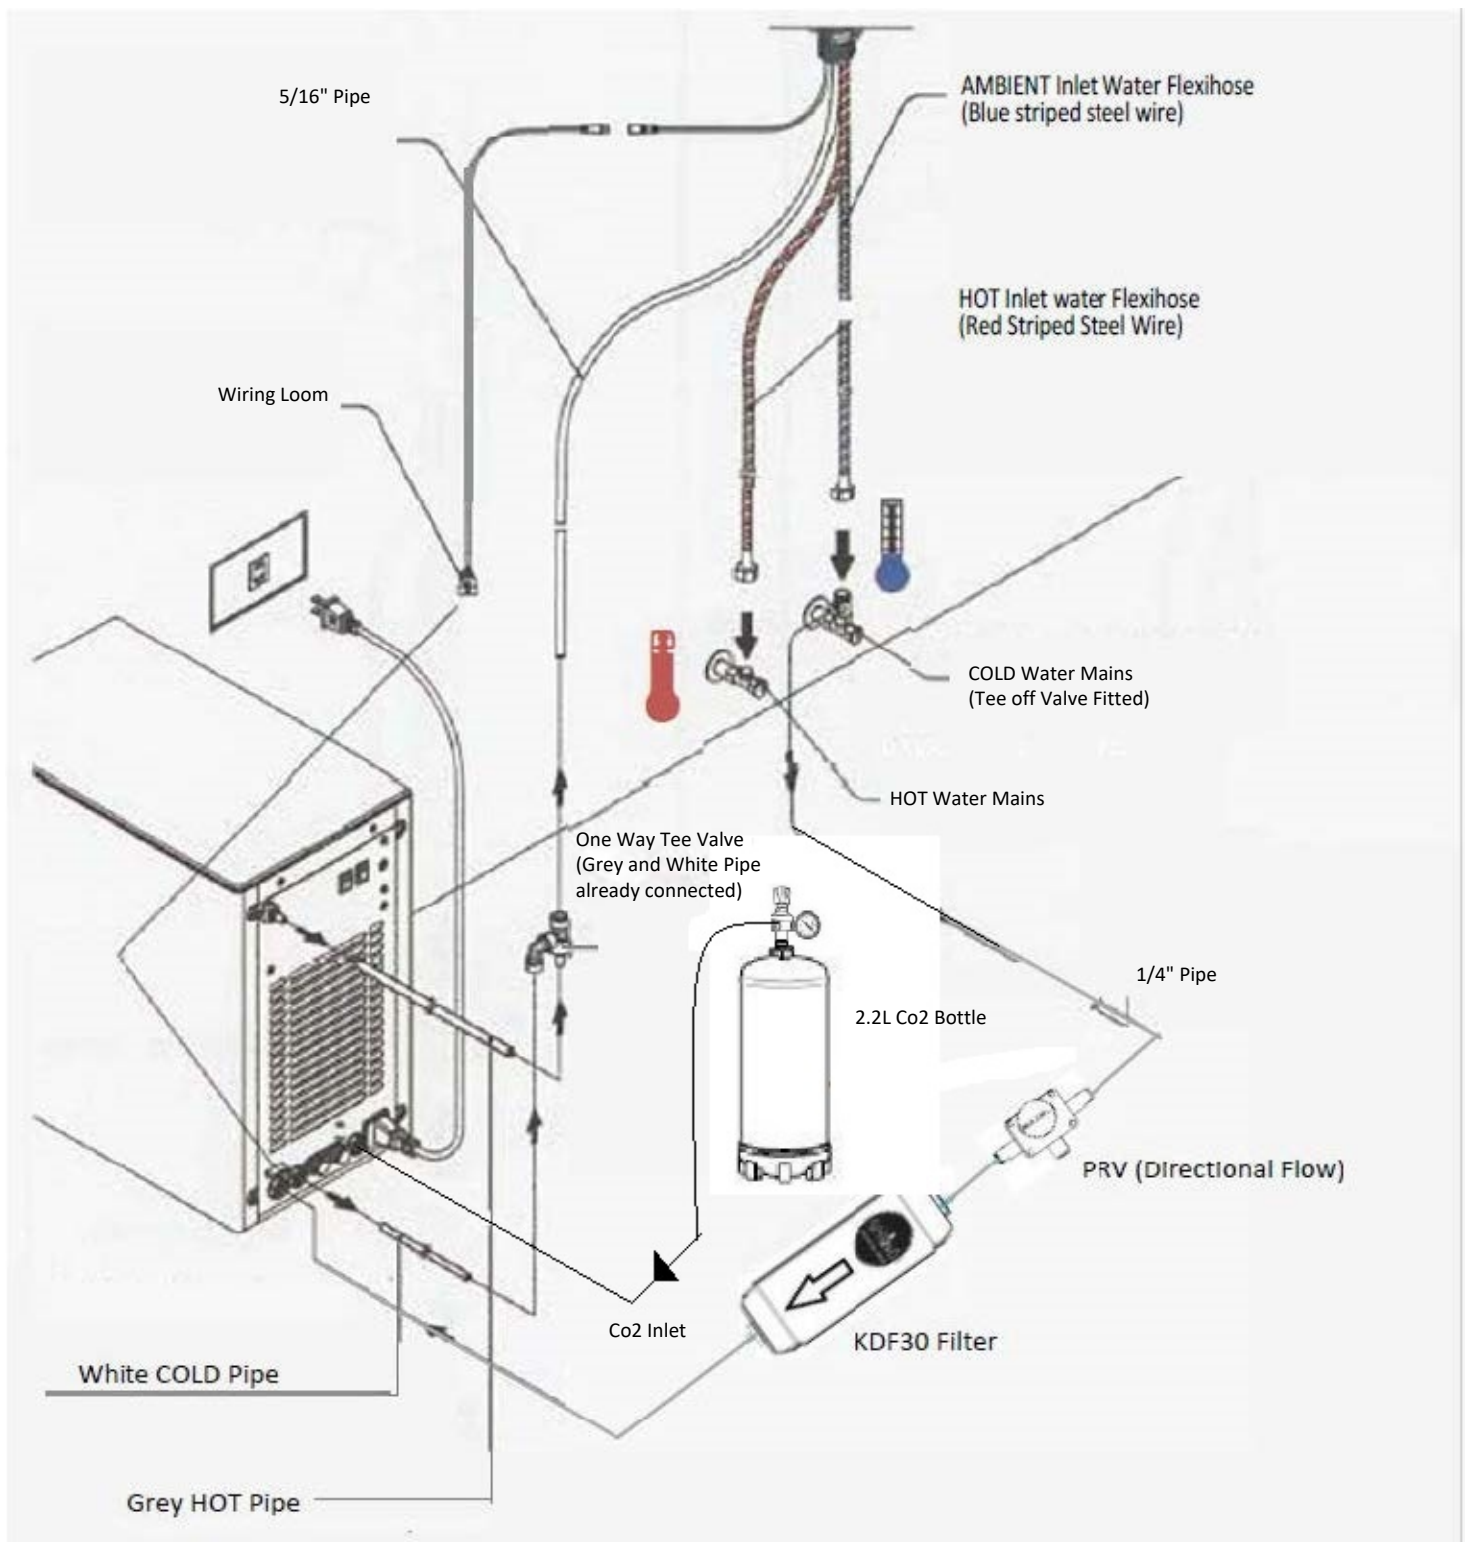 5/16" Pipe
AMBIENT Inlet Water Flexihose
(Blue striped steel wire)
HOT Inlet water Flexihose
(Red Striped Steel Wire)
Wiring Loom
COLD Water Mains
(Tee off Valve Fitted)
HOT Water Mains
One Way Tee Valve
(Grey and White Pipe
already connected)
1/4" Pipe
2.2L Co2 Bottle
PRV (Directional Flow)
Co2 Inlet
KDF30 Filter
White COLD Pipe
Grey HOT Pipe